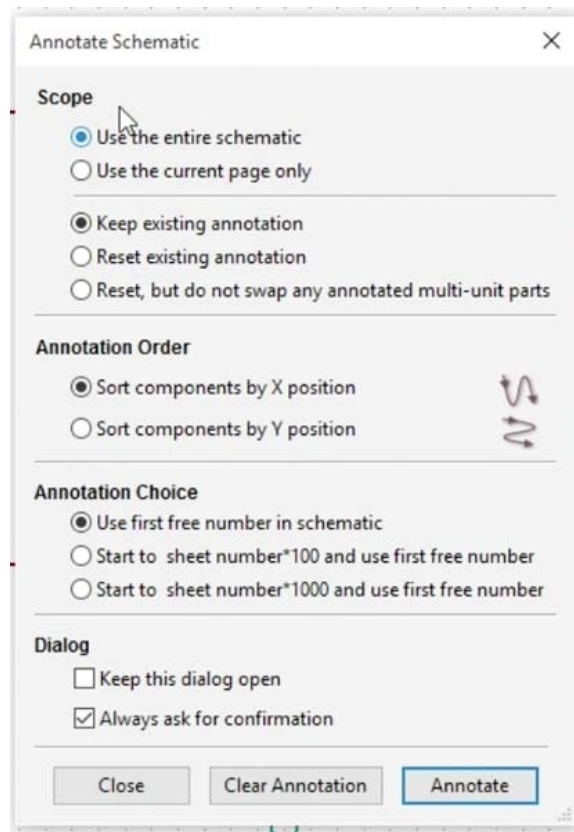 Annotate Schematic
Scope
Use the entire schematic
Use the current page only
Keep existing annotation
Reset existing annotation
Reset, but do not swap any annotated multi-unit parts
Annotation Order
Sort components by X position
Sort components by Y position
Annotation Choice
Use first free number in schematic
Start to sheet number*100 and use first free number
Start to sheet number*1000 and use first free number
Dialog
Keep this dialog open
Always ask for confirmation
Close Clear Annotation Annotate